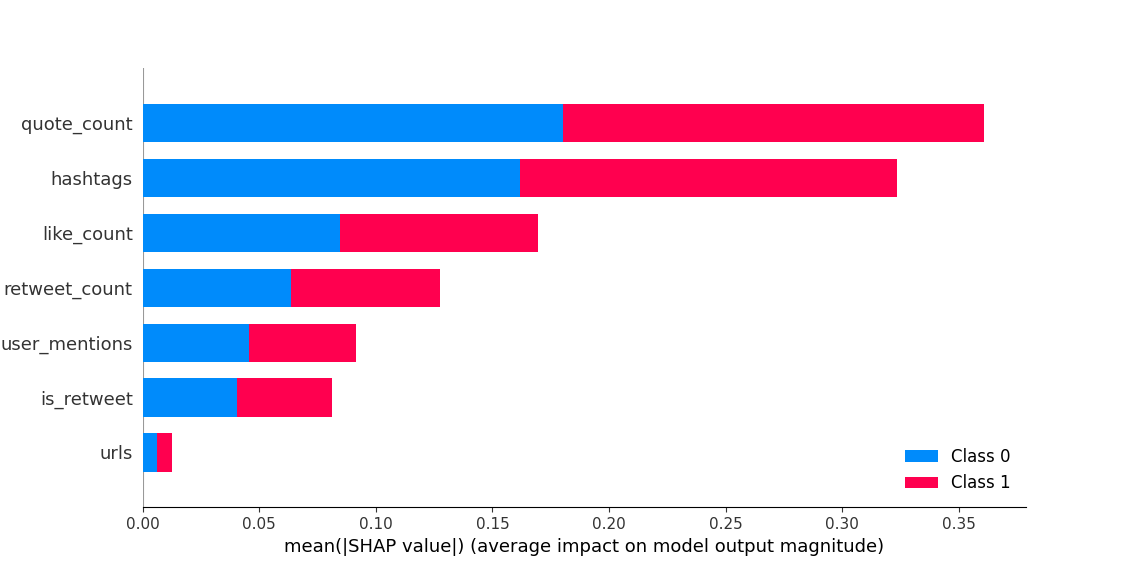 quote_count
hashtags
like_count
retweet_count
user_mentions
is_retweet
urls
Class 0
Class 1
0.00 0.05 0.10 0.15 0.20 0.25 0.30 0.35
mean(|SHAP value|) (average impact on model output magnitude)